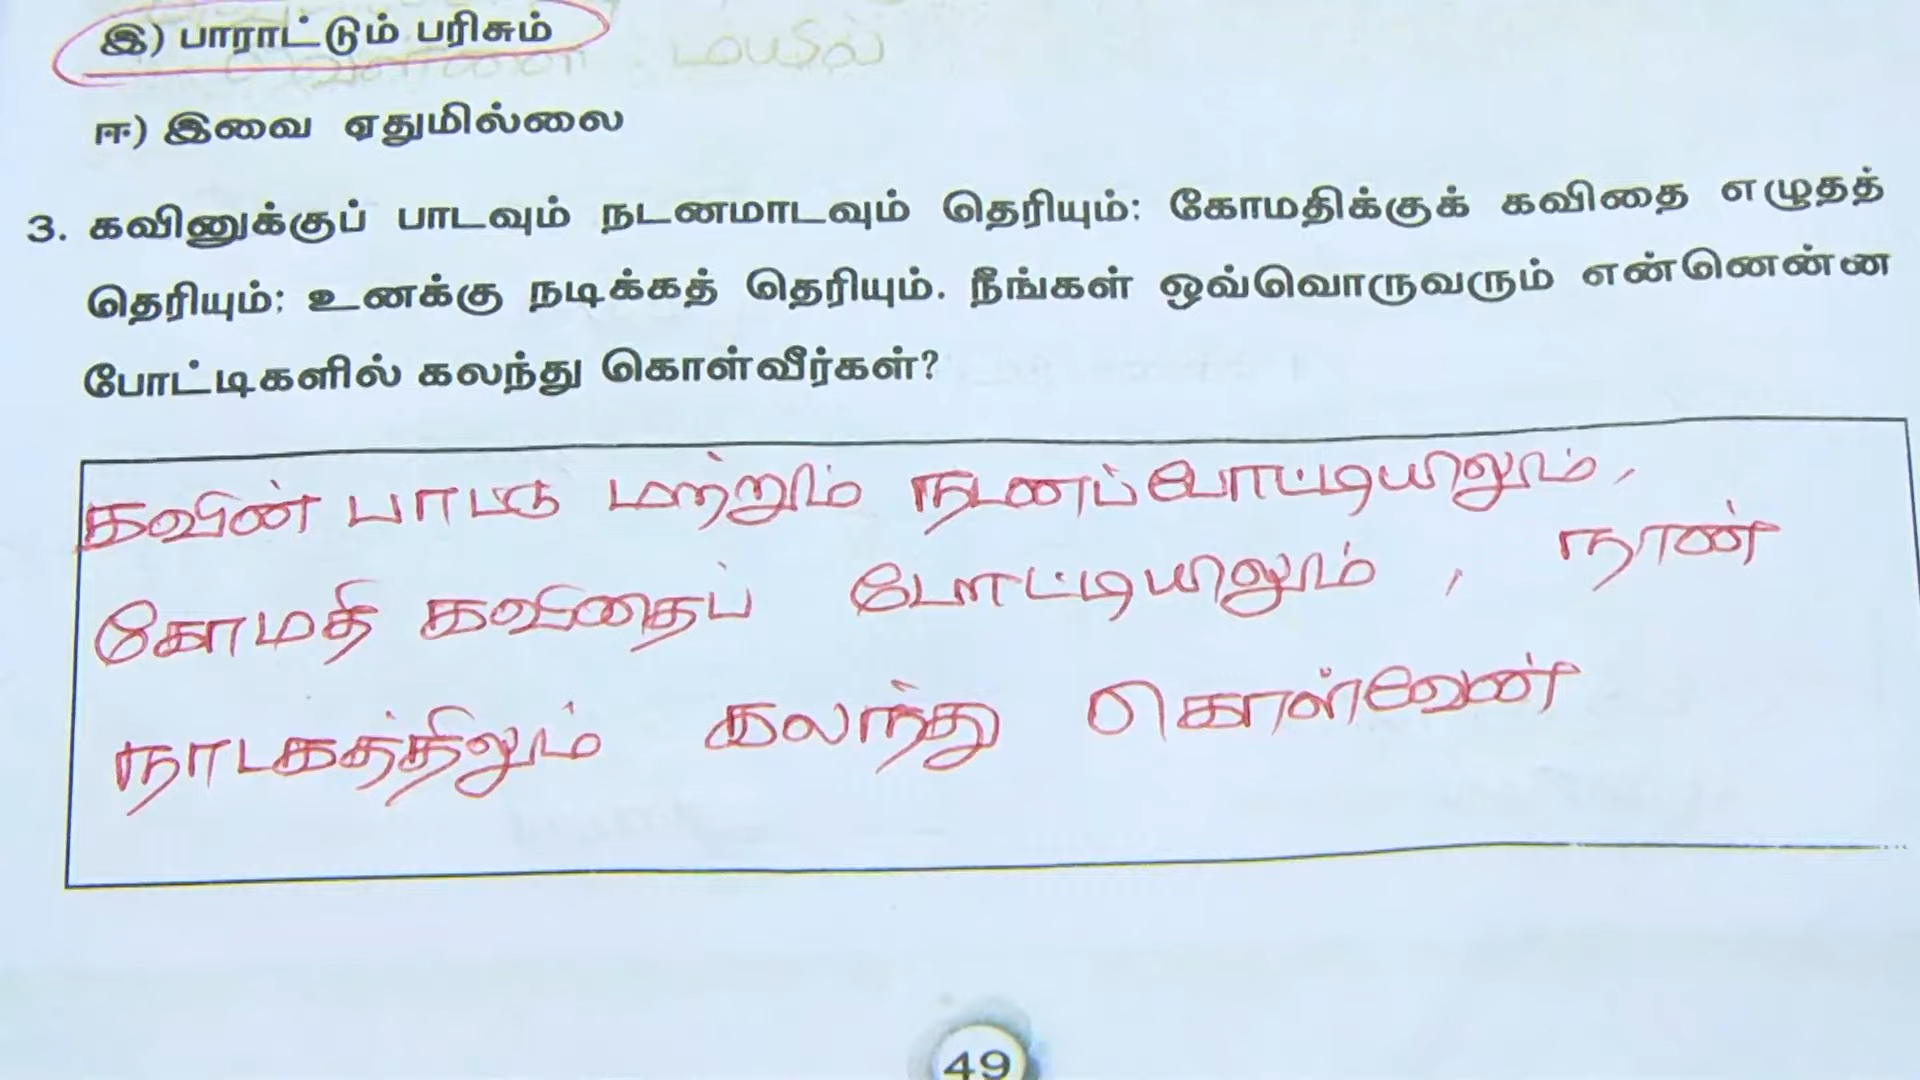 இ) பாராட்டும் பரிசும்
மயில்
ஈ) இவை ஏதுமில்லை
3. கவினுக்குப் பாடவும் நடனமாடவும் தெரியும்: கோமதிக்குக் கவிதை எழுதத்
தெரியும்; உனக்கு நடிக்கத் தெரியும். நீங்கள் ஒவ்வொருவரும் என்னென்ன
போட்டிகளில் கலந்து கொள்வீர்கள்?
கவின் பாட்டு மற்றும் நடனப்போட்டியிலும்,
கோமதி கவிதைப் போட்டியிலும், நான்
நாடகத்திலும் கலந்து கொள்வேன்
49